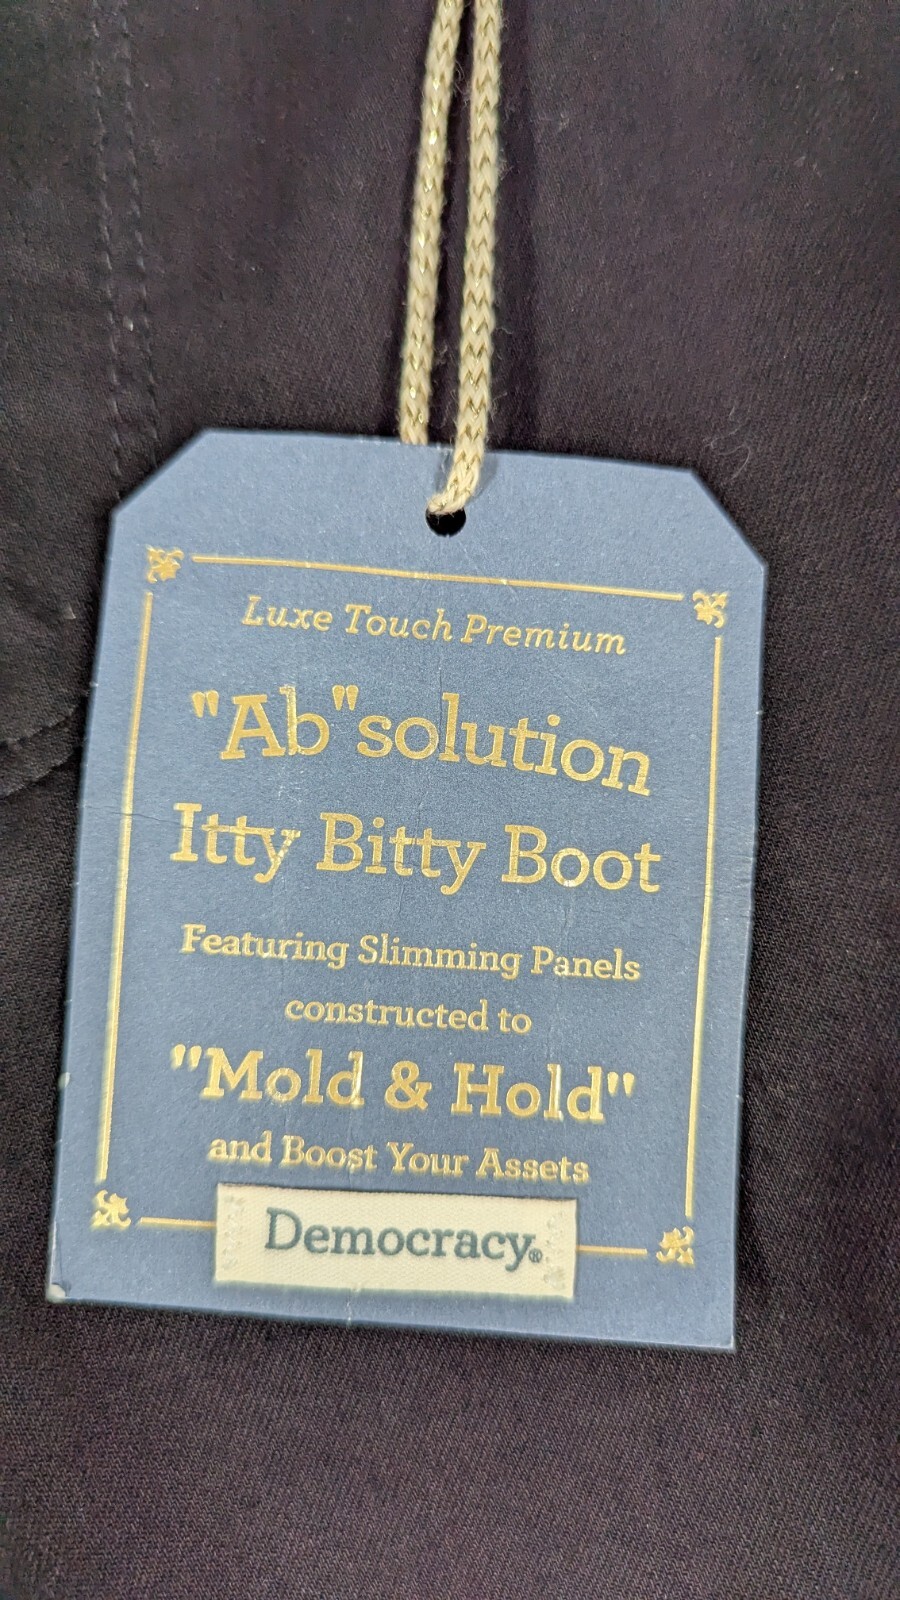 Luxe Touch Premium
"Ab"solution
Itty Bitty Boot
Featuring Slimming Panels
constructed to
"Mold & Hold"
and Boost Your Assets
Democracy®